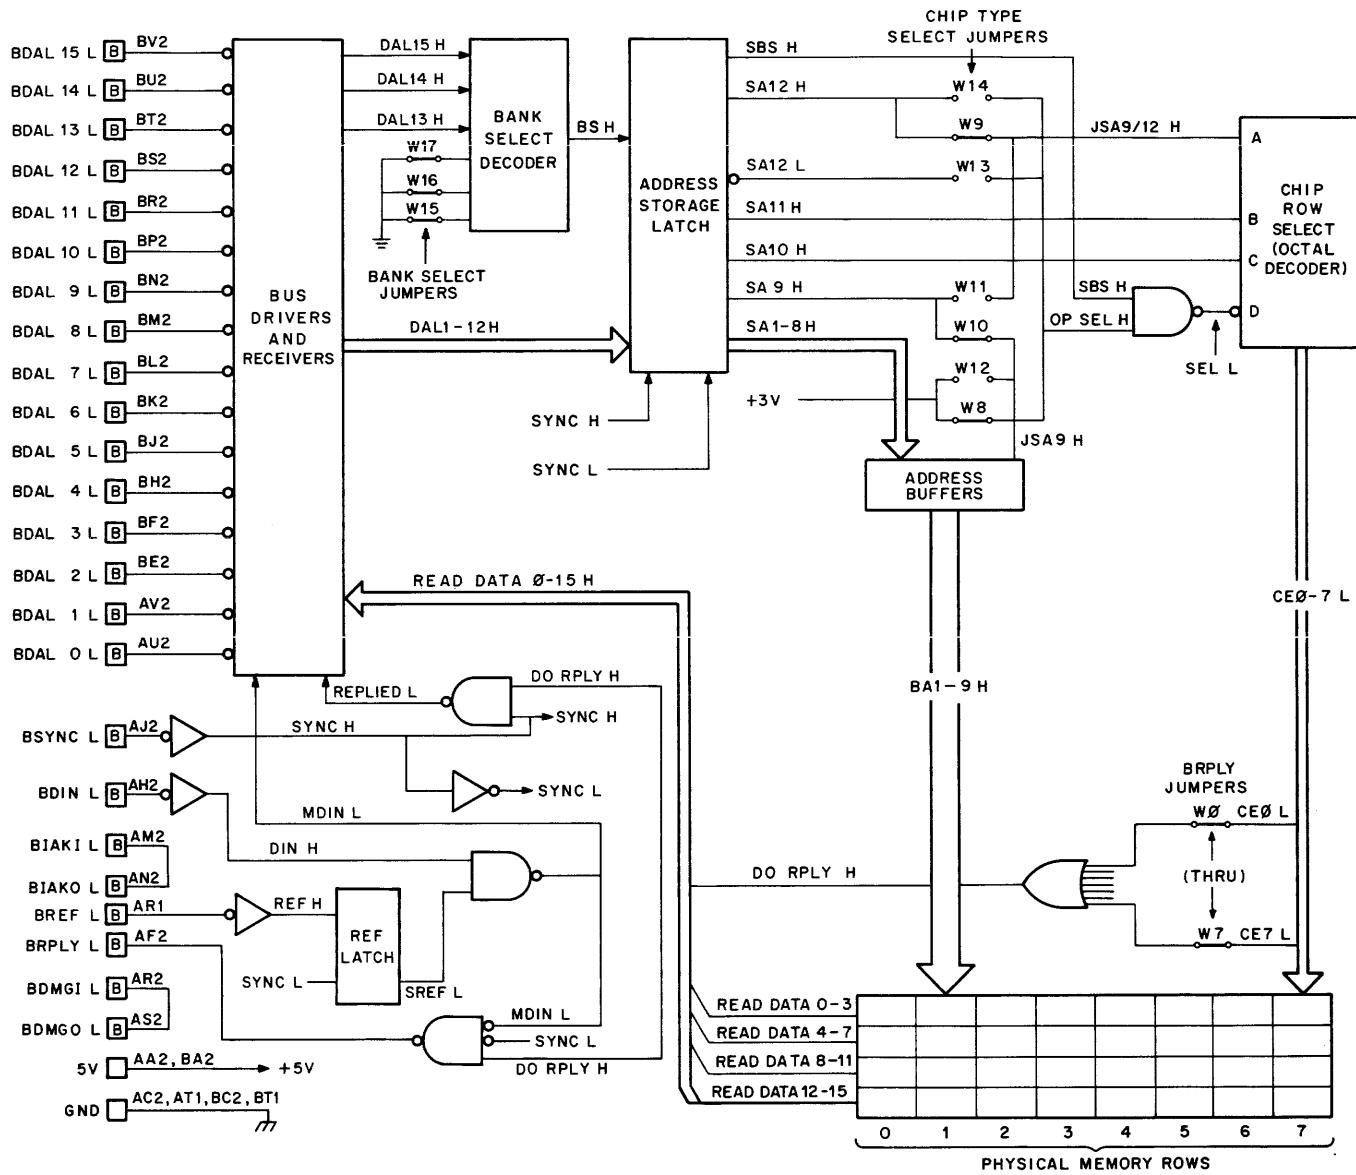 CHIP TYPE
SELECT JUMPERS
BDAL 15 L B BV2
BDAL 14 L B BU2
BDAL 13 L B BT2
BDAL 12 L B BS2
BDAL 11 L B BR2
BDAL 10 L B BP2
BDAL 9 L B BN2
BDAL 8 L B BM2
BDAL 7 L B BL2
BDAL 6 L B BK2
BDAL 5 L B BJ2
BDAL 4 L B BH2
BDAL 3 L B BF2
BDAL 2 L B BE2
BDAL 1 L B AV2
BDAL 0 L B AU2
BUS
DRIVERS
AND
RECEIVERS
DAL15 H
DAL14 H
DAL13 H
W17
W16
W15
BANK SELECT
JUMPERS
BANK
SELECT
DECODER
BS H
DAL1-12H
ADDRESS
STORAGE
LATCH
SYNC H
SYNC L
SBS H
SA12 H
SA12 L
SA11 H
SA10 H
SA 9 H
SA1-8H
+3V
W14
W9
W13
W11
W10
W12
W8
JSA9 H
JSA9/12 H
SBS H
OP SEL H
SEL L
A
B
C
D
CHIP
ROW
SELECT
(OCTAL
DECODER)
ADDRESS
BUFFERS
READ DATA Ø-15 H
BA1-9 H
CEØ-7 L
BSYNC L B AJ2
BDIN L B AH2
BIAKI L B AM2
BIAKO L B AN2
BREF L B AR1
BRPLY L B AF2
BDMGI L B AR2
BDMGO L B AS2
5V AA2, BA2 +5V
GND AC2, AT1, BC2, BT1
REPLIED L
DO RPLY H
SYNC H
SYNC H
SYNC L
MDIN L
DIN H
REF H
REF
LATCH
SYNC L
SREF L
MDIN L
SYNC L
DO RPLY H
DO RPLY H
BRPLY
JUMPERS
WØ CEØ L
(THRU)
W7 CE7 L
READ DATA 0-3
READ DATA 4-7
READ DATA 8-11
READ DATA 12-15
0 1 2 3 4 5 6 7
PHYSICAL MEMORY ROWS